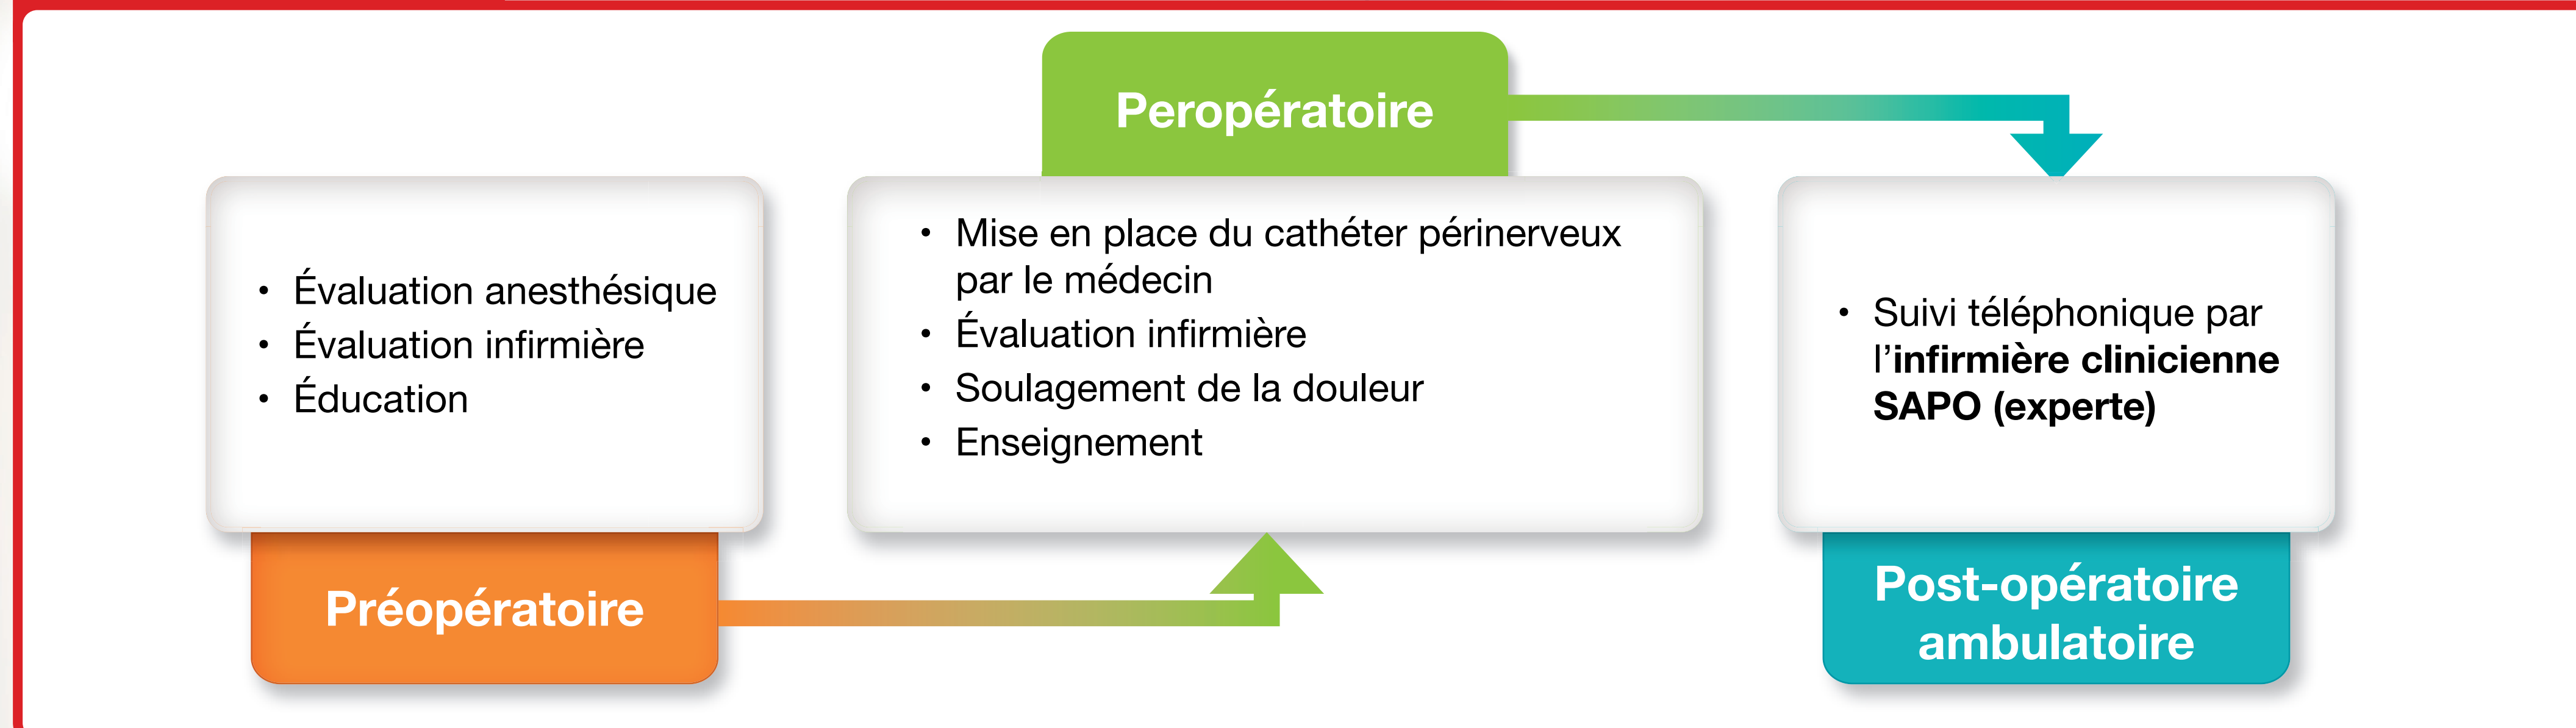 • Évaluation anesthésique
• Évaluation infirmière
• Éducation
Préopératoire
Peropératoire
• Mise en place du cathéter périnerveux
par le médecin
• Évaluation infirmière
• Soulagement de la douleur
• Enseignement
• Suivi téléphonique par
l’infirmière clinicienne
SAPO (experte)
Post-opératoire
ambulatoire